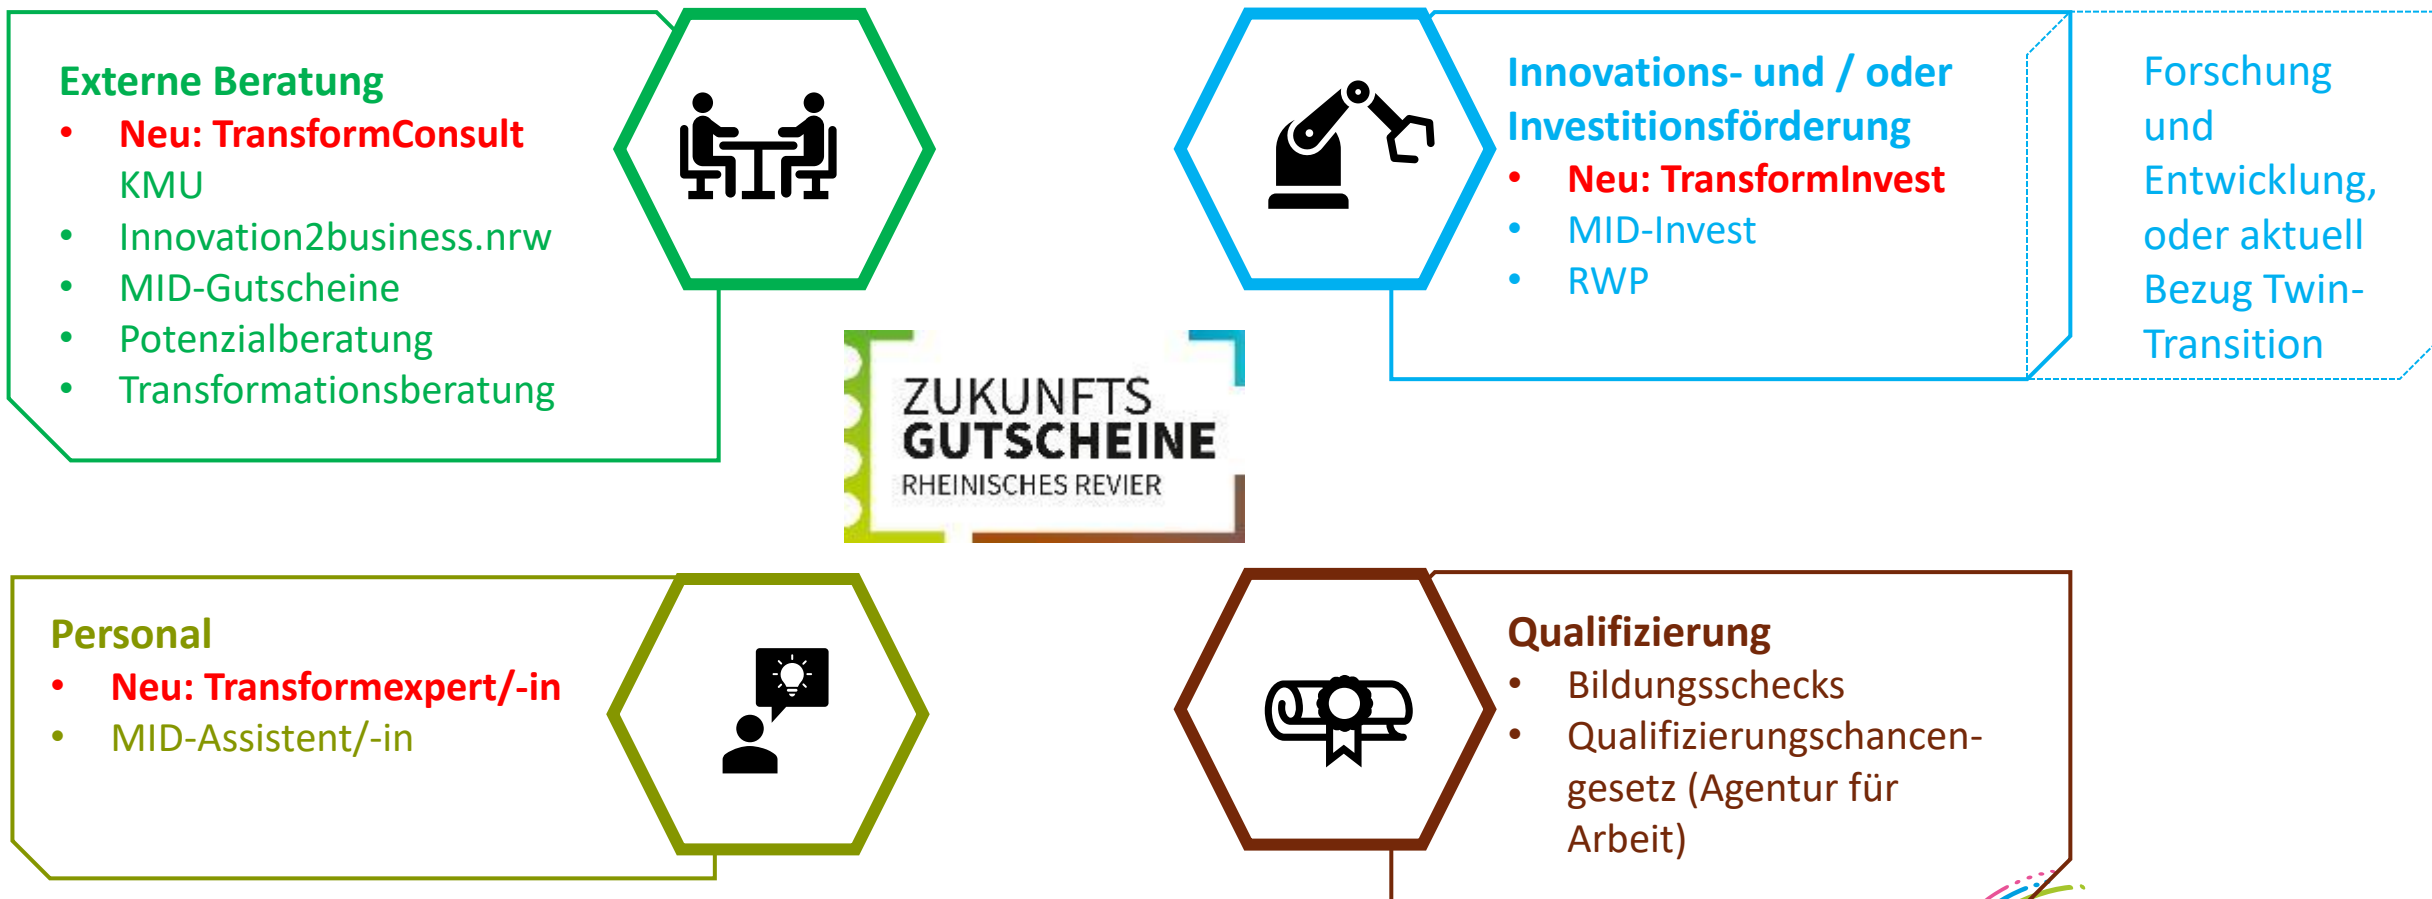 Externe Beratung
• Neu: TransformConsult
KMU
• Innovation2business.nrw
• MID-Gutscheine
• Potenzialberatung
• Transformationsberatung
Innovations- und / oder
Investitionsförderung
• Neu: TransformInvest
• MID-Invest
• RWP
Forschung
und
Entwicklung,
oder aktuell
Bezug Twin-
Transition
ZUKUNFTS
GUTSCHEINE
RHEINISCHES REVIER
Personal
• Neu: Transformexpert/-in
• MID-Assistent/-in
Qualifizierung
• Bildungsschecks
• Qualifizierungschancen-
gesetz (Agentur für
Arbeit)